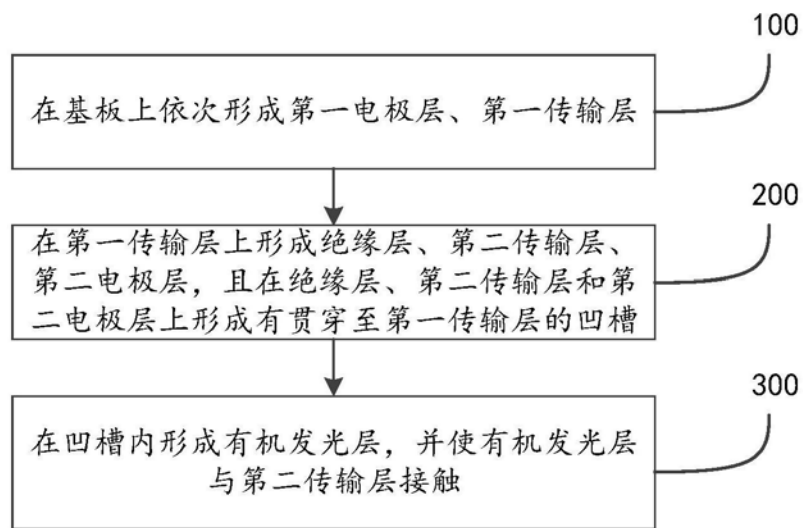 100
在基板上依次形成第一电极层、第一传输层
200
在第一传输层上形成绝缘层、第二传输层、
第二电极层，且在绝缘层、第二传输层和第
二电极层上形成有贯穿至第一传输层的凹槽
300
在凹槽内形成有机发光层，并使有机发光层
与第二传输层接触